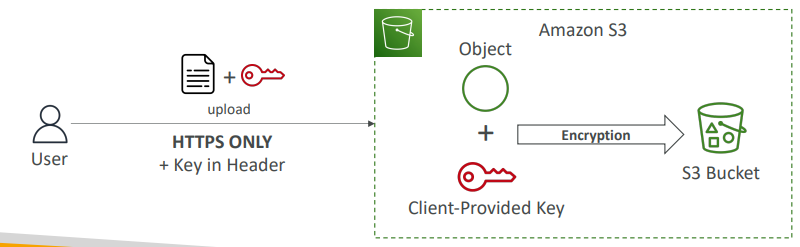 Amazon S3
Object
+
upload
User
HTTPS ONLY
+ Key in Header
+
Encryption
S3 Bucket
Client-Provided Key